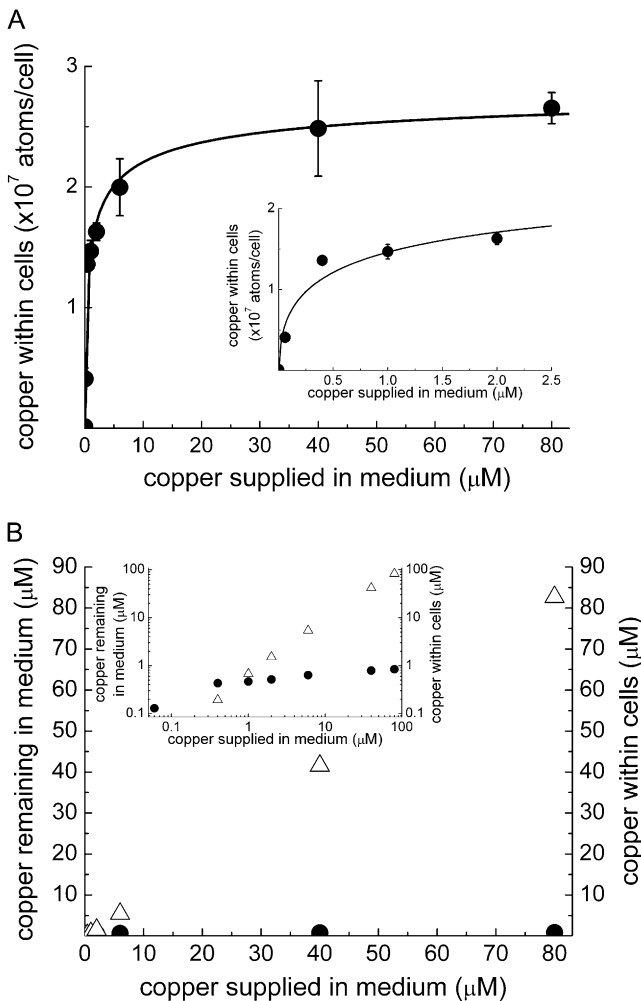 A
copper within cells (x10⁷ atoms/cell)
3
2
1
0 10 20 30 40 50 60 70 80
copper supplied in medium (μM)
copper within cells
(x10⁷ atoms/cell)
2
1
0.5 1.0 1.5 2.0 2.5
copper supplied in medium (μM)
B
copper remaining in medium (μM)
90
80
70
60
50
40
30
20
10
0 10 20 30 40 50 60 70 80
copper supplied in medium (μM)
90
80
70
60
50
40
30
20
10
copper within cells (μM)
copper remaining
in medium (μM)
100
10
1
0.1
0.1 1 10 100
copper supplied in medium (μM)
100
10
1
0.1
copper within cells (μM)